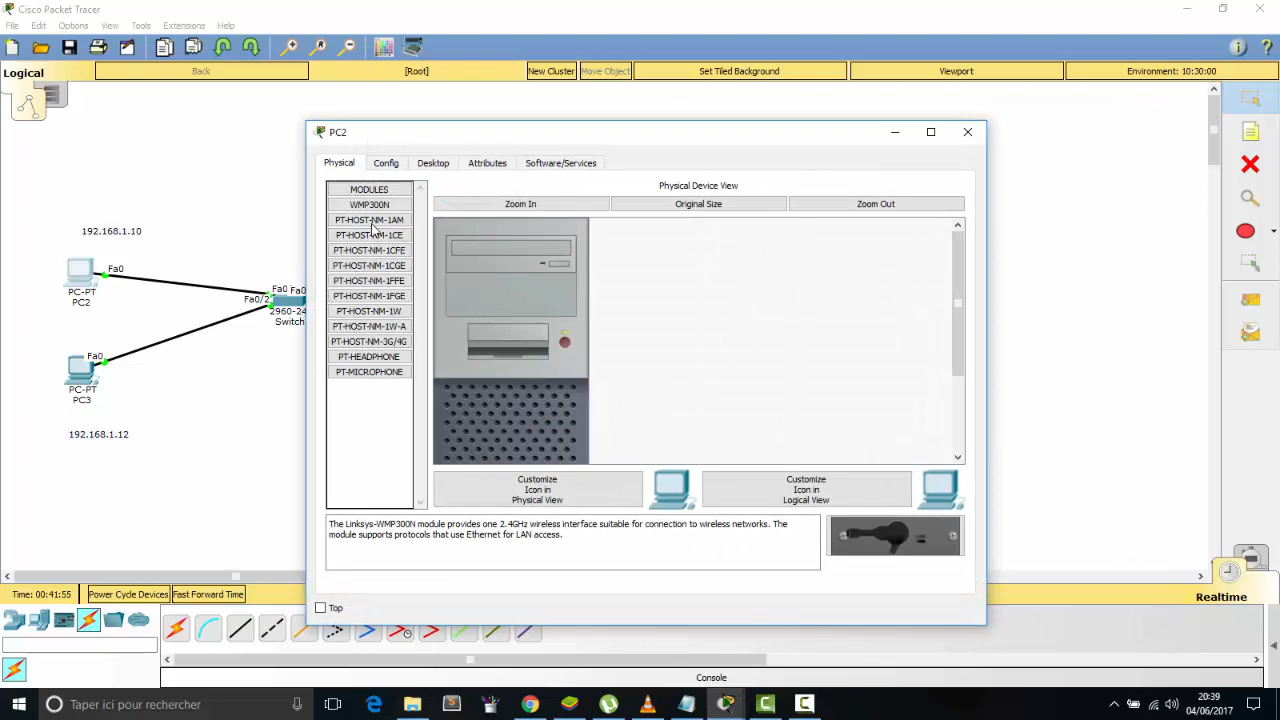 Cisco Packet Tracer
File Edit Options View Tools Extensions Help
Logical Back [Root] New Cluster Move Object Set Tiled Background Viewport Environment: 10:30:00
PC2
Physical Config Desktop Attributes Software/Services
MODULES
WMP300N
PT-HOST-NM-1AM
PT-HOST-NM-1CE
PT-HOST-NM-1CFE
PT-HOST-NM-1CGE
PT-HOST-NM-1FFE
PT-HOST-NM-1FGE
PT-HOST-NM-1W
PT-HOST-NM-1W-A
PT-HOST-NM-3G/4G
PT-HEADPHONE
PT-MICROPHONE
Physical Device View
Zoom In Original Size Zoom Out
192.168.1.10
Fa0
PC-PT
PC2
Fa0 Fa0
Fa0/2
2960-24
Switch
Fa0
PC-PT
PC3
192.168.1.12
Customize
Icon in
Physical View
Customize
Icon in
Logical View
The Linksys-WMP300N module provides one 2.4GHz wireless interface suitable for connection to wireless networks. The
module supports protocols that use Ethernet for LAN access.
Top
Time: 00:41:55 Power Cycle Devices Fast Forward Time Realtime
Console
Taper ici pour rechercher
20:39
04/06/2017